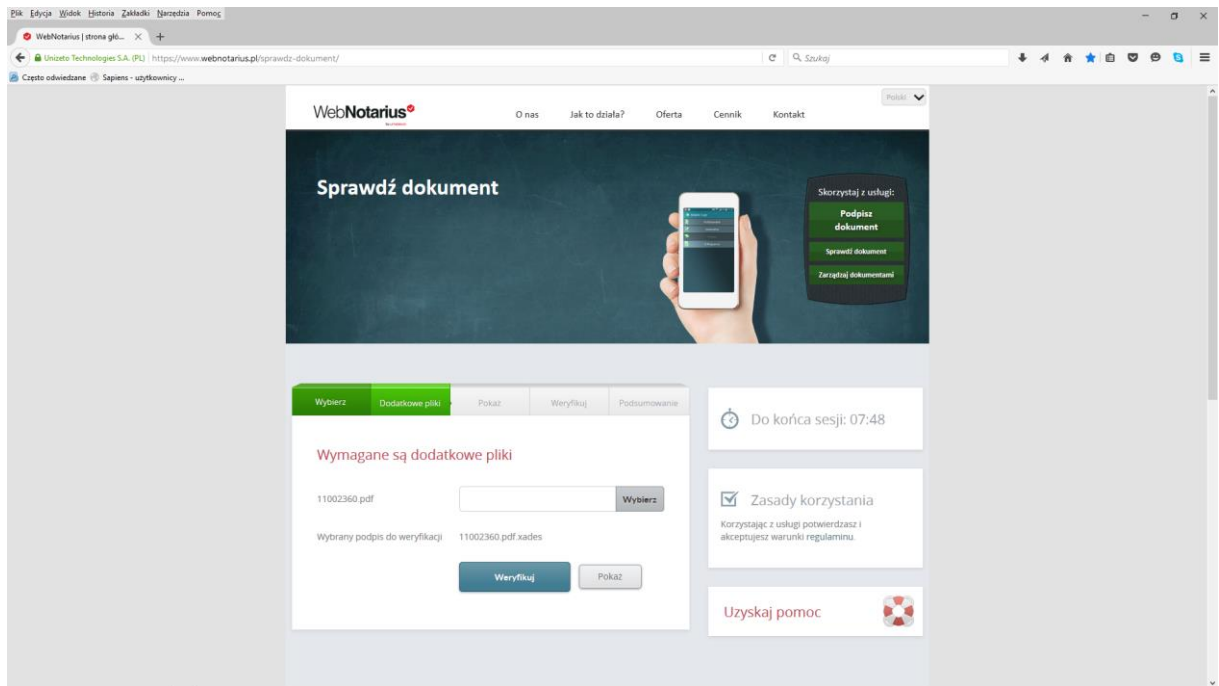 Plik Edycja Widok Historia Zakładki Narzędzia Pomoc
WebNotarius | strona głó...
Unizeto Technologies S.A. (PL) https://www.webnotarius.pl/sprawdz-dokument/
Szukaj
Często odwiedzane Sapiens - użytkownicy ...
Polski
WebNotarius
O nas Jak to działa? Oferta Cennik Kontakt
Sprawdź dokument
Skorzystaj z usługi:
Podpisz
dokument
Sprawdź dokument
Zarządzaj dokumentami
Wybierz Dodatkowe pliki Pokaż Weryfikuj Podsumowanie
Wymagane są dodatkowe pliki
11002360.pdf Wybierz
Wybrany podpis do weryfikacji 11002360.pdf.xades
Weryfikuj Pokaż
Do końca sesji: 07:48
Zasady korzystania
Korzystając z usługi potwierdzasz i
akceptujesz warunki regulaminu.
Uzyskaj pomoc